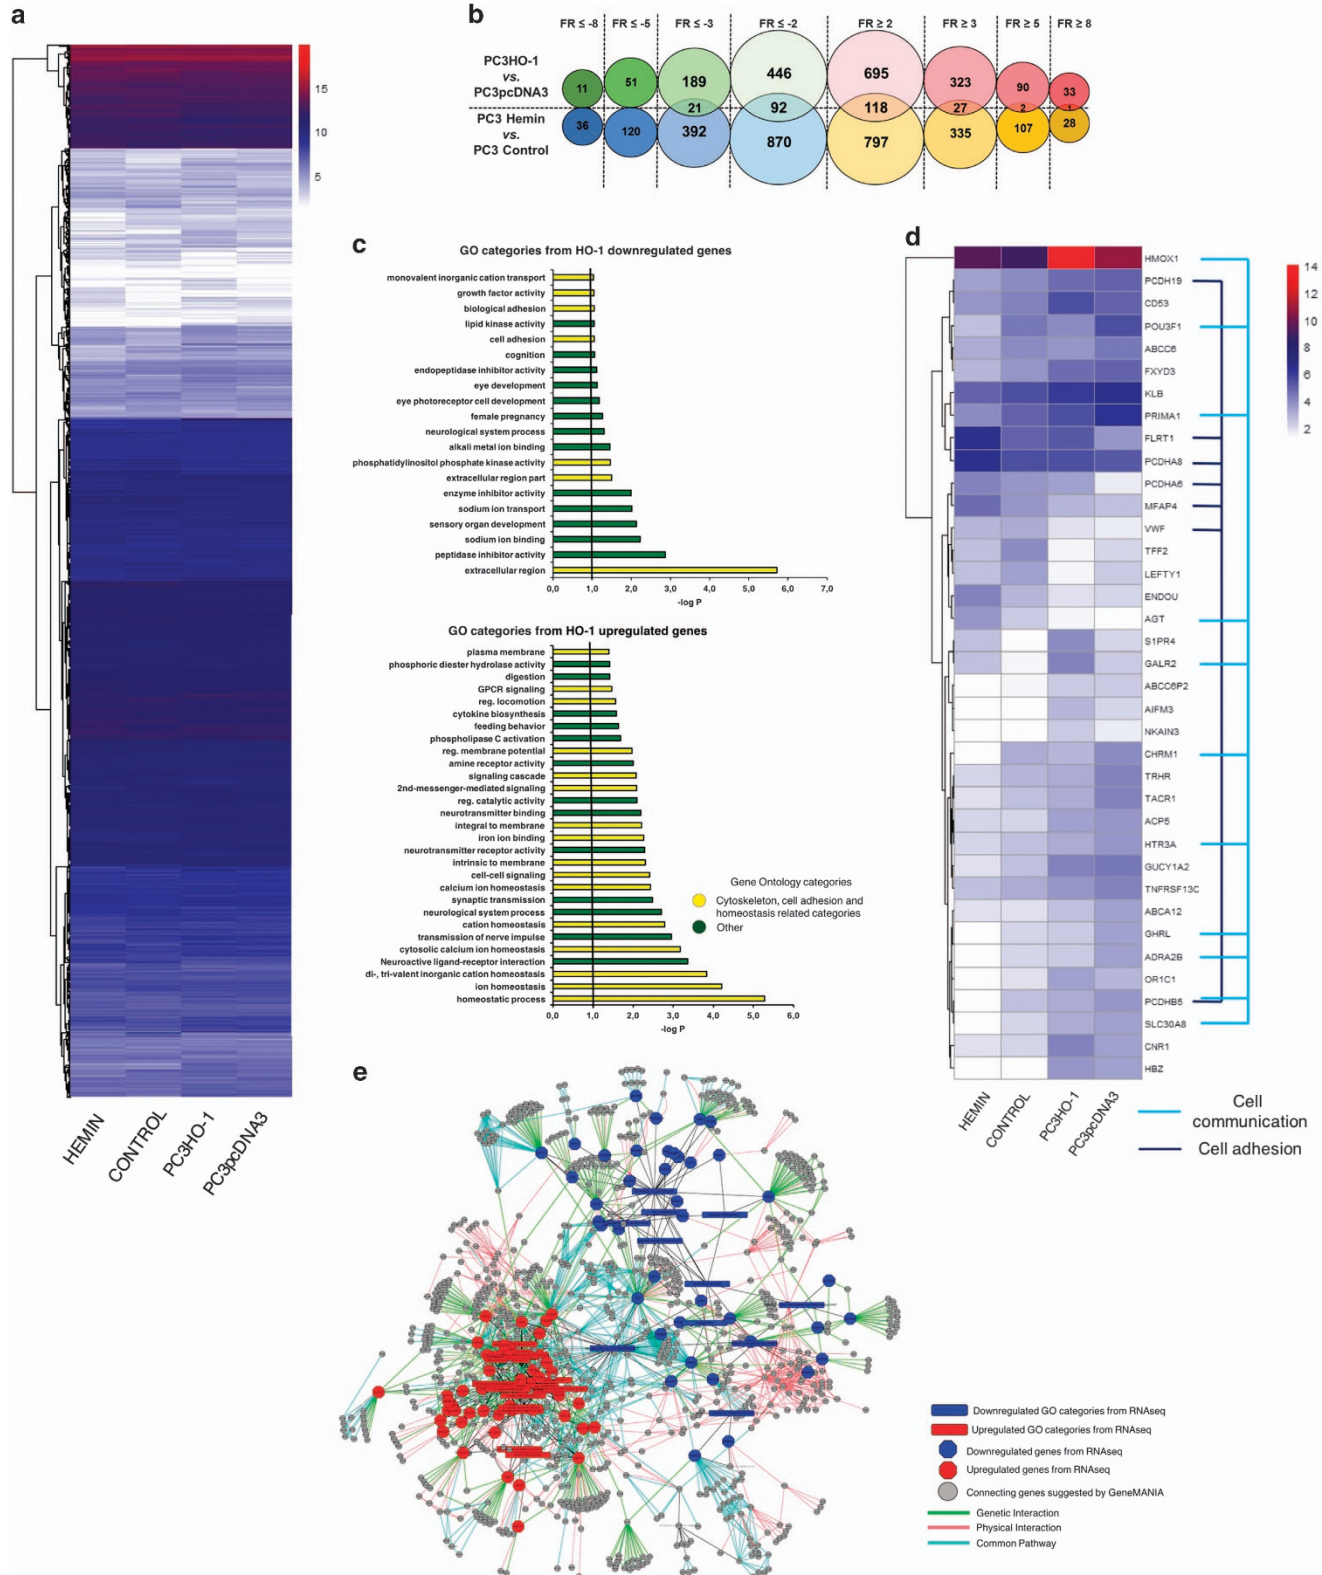 a
15
10
5
HEMIN
CONTROL
PC3HO-1
PC3pcDNA3
b
FR ≤ -8
FR ≤ -5
FR ≤ -3
FR ≤ -2
FR ≥ 2
FR ≥ 3
FR ≥ 5
FR ≥ 8
PC3HO-1
vs.
PC3pcDNA3
11
51
189
446
695
323
90
33
21
92
118
27
2
1
PC3 Hemin
vs.
PC3 Control
36
120
392
870
797
335
107
28
c
GO categories from HO-1 downregulated genes
monovalent inorganic cation transport
growth factor activity
biological adhesion
lipid kinase activity
cell adhesion
cognition
endopeptidase inhibitor activity
eye development
eye photoreceptor cell development
female pregnancy
neurological system process
alkali metal ion binding
phosphatidylinositol phosphate kinase activity
extracellular region part
enzyme inhibitor activity
sodium ion transport
sensory organ development
sodium ion binding
peptidase inhibitor activity
extracellular region
0,0 1,0 2,0 3,0 4,0 5,0 6,0 7,0
-log P
GO categories from HO-1 upregulated genes
plasma membrane
phosphoric diester hydrolase activity
digestion
GPCR signaling
reg. locomotion
cytokine biosynthesis
feeding behavior
phospholipase C activation
reg. membrane potential
amine receptor activity
signaling cascade
2nd-messenger-mediated signaling
reg. catalytic activity
neurotransmitter binding
integral to membrane
iron ion binding
neurotransmitter receptor activity
intrinsic to membrane
cell-cell signaling
calcium ion homeostasis
synaptic transmission
neurological system process
cation homeostasis
transmission of nerve impulse
cytosolic calcium ion homeostasis
Neuroactive ligand-receptor interaction
di-, tri-valent inorganic cation homeostasis
ion homeostasis
homeostatic process
0,0 1,0 2,0 3,0 4,0 5,0 6,0
-log P
Gene Ontology categories
Cytoskeleton, cell adhesion and
homeostasis related categories
Other
d
HMOX1
PCDH19
CD53
POU3F1
ABCC6
FXYD3
KLB
PRIMA1
FLRT1
PCDHA8
PCDHA6
MFAP4
VWF
TFF2
LEFTY1
ENDOU
AGT
S1PR4
GALR2
ABCC6P2
AIFM3
NKAIN3
CHRM1
TRHR
TACR1
ACP5
HTR3A
GUCY1A2
TNFRSF13C
ABCA12
GHRL
ADRA2B
OR1C1
PCDHB5
SLC30A8
CNR1
HBZ
14
12
10
8
6
4
2
HEMIN
CONTROL
PC3HO-1
PC3pcDNA3
Cell
communication
Cell adhesion
e
Downregulated GO categories from RNAseq
Upregulated GO categories from RNAseq
Downregulated genes from RNAseq
Upregulated genes from RNAseq
Connecting genes suggested by GeneMANIA
Genetic Interaction
Physical Interaction
Common Pathway